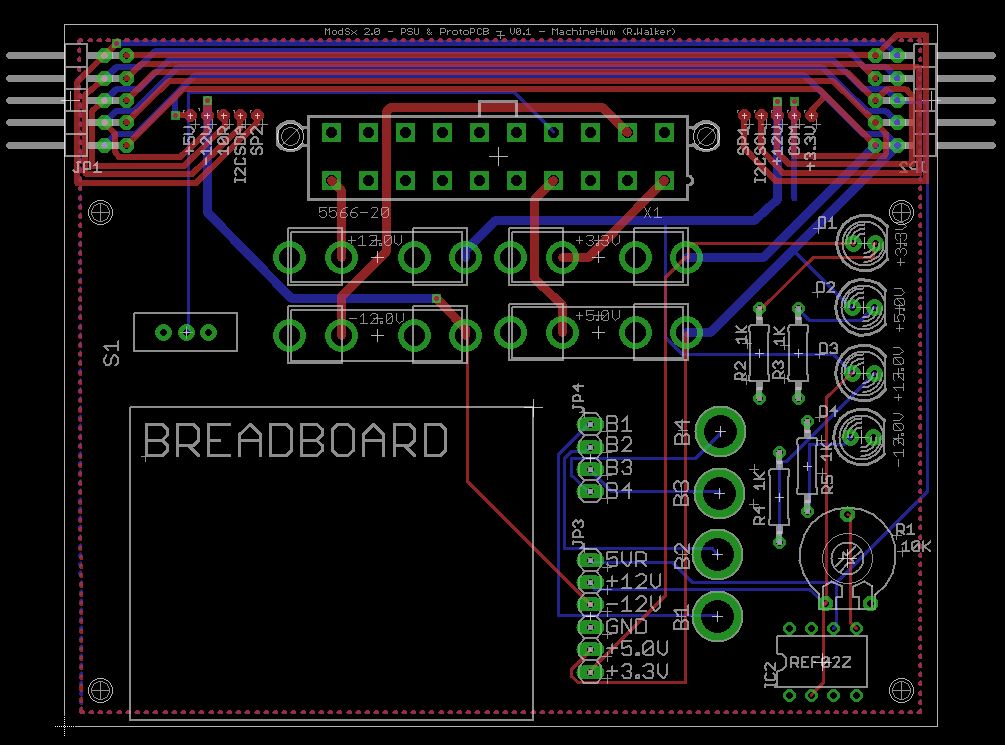 ModSx 2.0 - PSU & ProtoPCB - V0.1 - MachineHum (R.Walker)
JP1
+5V
-12V
10R
I2CSDA
SP2
SP1
I2CSCL
+12V
COM
+3.3V
JP2
5566-20
X1
+12.0V
+3.3V
-12.0V
+5.0V
S1
D1
+3.3V
D2
+5.0V
D3
+12.0V
D4
-12.0V
R2
1K
R3
1K
R4
1K
R5
1K
BREADBOARD
JP4
B1
B2
B3
B4
B4
B3
B2
B1
JP3
5VR
+12V
-12V
GND
+5.0V
+3.3V
R1
10K
IC2
REF02Z